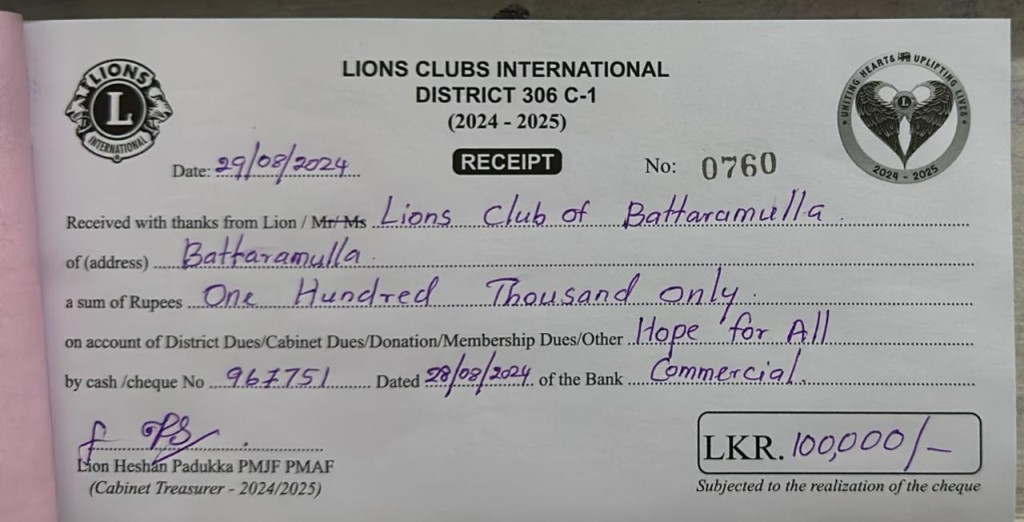 LIONS CLUBS INTERNATIONAL
DISTRICT 306 C-1
(2024 - 2025)
LIONS
L
INTERNATIONAL
UNITING HEARTS UPLIFTING LIVES
L
2024 - 2025
Date: 29/08/2024
RECEIPT
No: 0760
Received with thanks from Lion / Mr/ Ms Lions Club of Battaramulla.
of (address) Battaramulla.
a sum of Rupees One Hundred Thousand only.
on account of District Dues/Cabinet Dues/Donation/Membership Dues/Other Hope for All
by cash /cheque No 967751 Dated 28/08/2024 of the Bank Commercial.
f
Lion Heshan Padukka PMJF PMAF
(Cabinet Treasurer - 2024/2025)
LKR. 100,000/-
Subjected to the realization of the cheque